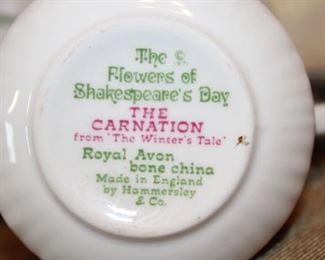 The ©
Flowers of
Shakespeare's Day
THE
CARNATION
from 'The Winter's Tale'
Royal Avon
bone china
Made in England
by Hammersley
& Co.